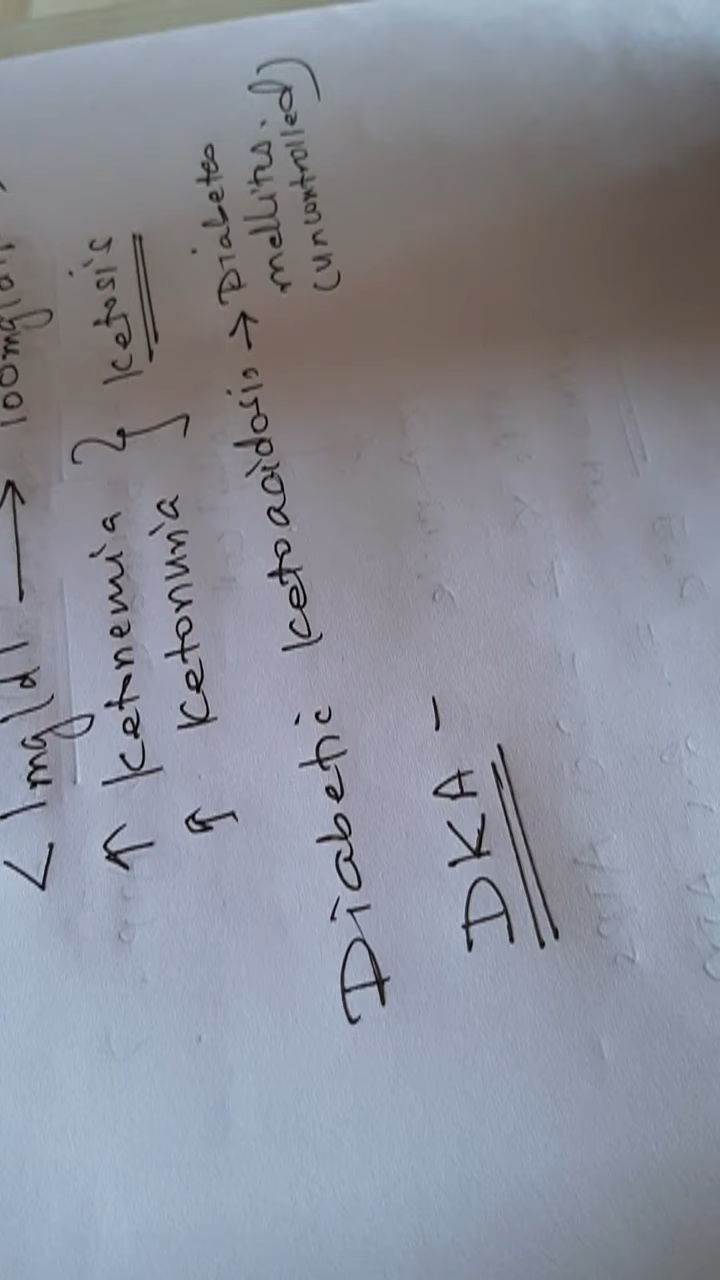 < 1mg/dl → 100mg/dl
↑ Ketonemia } Ketosis
↑ Ketonuria
Diabetic Ketoacidosis → Diabetes
mellitus.
(uncontrolled)
DKA -